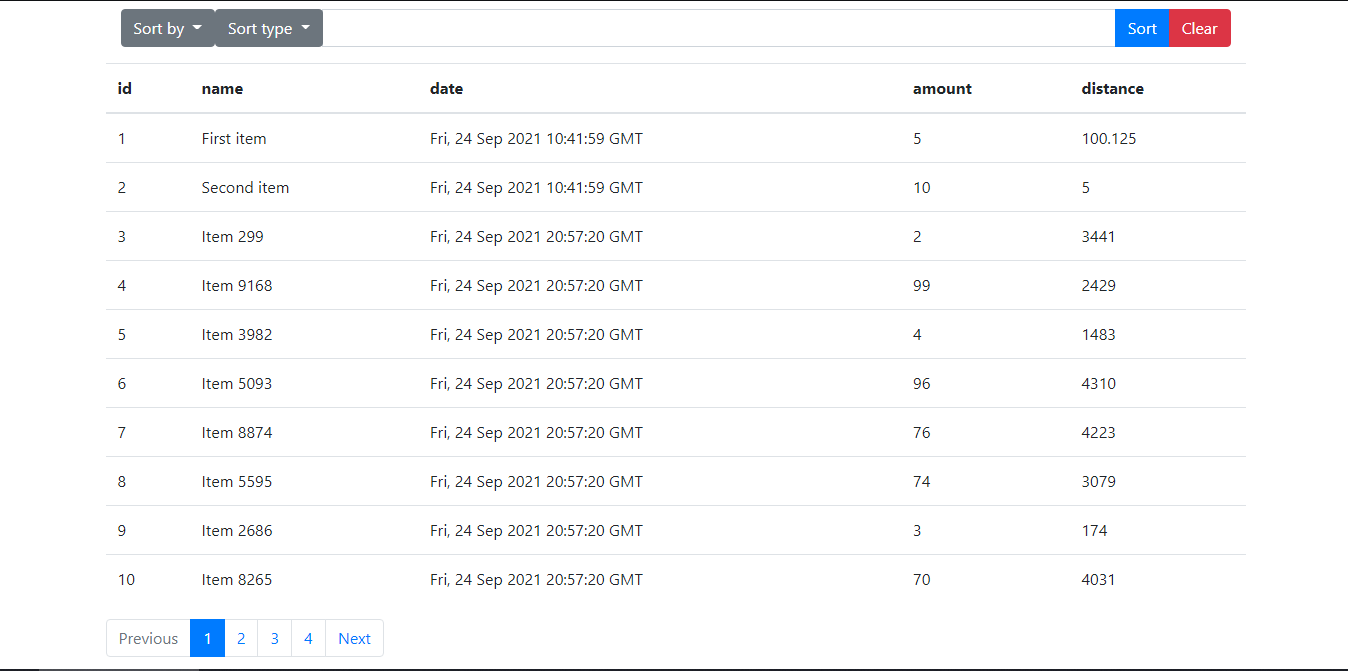 Sort by Sort type Sort Clear
id name date amount distance
1 First item Fri, 24 Sep 2021 10:41:59 GMT 5 100.125
2 Second item Fri, 24 Sep 2021 10:41:59 GMT 10 5
3 Item 299 Fri, 24 Sep 2021 20:57:20 GMT 2 3441
4 Item 9168 Fri, 24 Sep 2021 20:57:20 GMT 99 2429
5 Item 3982 Fri, 24 Sep 2021 20:57:20 GMT 4 1483
6 Item 5093 Fri, 24 Sep 2021 20:57:20 GMT 96 4310
7 Item 8874 Fri, 24 Sep 2021 20:57:20 GMT 76 4223
8 Item 5595 Fri, 24 Sep 2021 20:57:20 GMT 74 3079
9 Item 2686 Fri, 24 Sep 2021 20:57:20 GMT 3 174
10 Item 8265 Fri, 24 Sep 2021 20:57:20 GMT 70 4031
Previous 1 2 3 4 Next